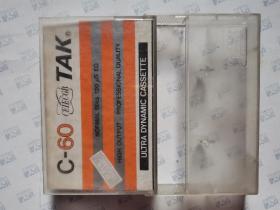 C-60 TAK®
NORMAL BIAS 120 µS EQ
HIGH OUTPUT PROFESSIONAL QUALITY
ULTRA DYNAMIC CASSETTE